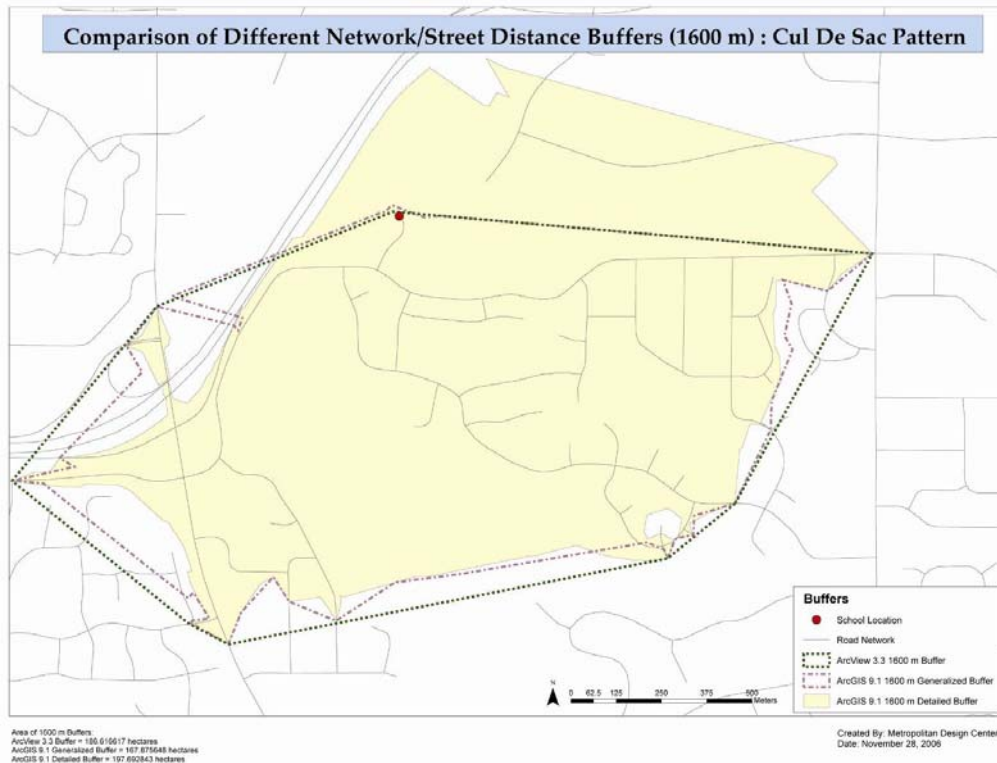 Comparison of Different Network/Street Distance Buffers (1600 m) : Cul De Sac Pattern
Buffers
School Location
Road Network
ArcView 3.3 1600 m Buffer
ArcGIS 9.1 1600 m Generalized Buffer
ArcGIS 9.1 1600 m Detailed Buffer
N
0 62.5 125 250 375 500
Meters
Area of 1600 m Buffers:
ArcView 3.3 Buffer = 186.616617 hectares
ArcGIS 9.1 Generalized Buffer = 167.875648 hectares
ArcGIS 9.1 Detailed Buffer = 197.692843 hectares
Created By: Metropolitan Design Center
Date: November 28, 2006